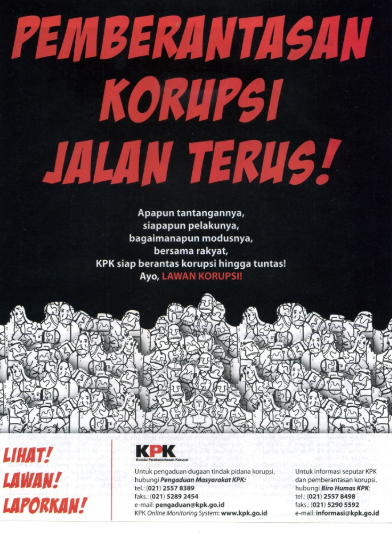 PEMBERANTASAN
KORUPSI
JALAN TERUS!
Apapun tantangannya,
siapapun pelakunya,
bagaimanapun modusnya,
bersama rakyat,
KPK siap berantas korupsi hingga tuntas!
Ayo, LAWAN KORUPSI!
LIHAT!
LAWAN!
LAPORKAN!
KPK
Komisi Pemberantasan Korupsi
Untuk pengaduan dugaan tindak pidana korupsi,
hubungi Pengaduan Masyarakat KPK:
tel.: (021) 2557 8389
faks.: (021) 5289 2454
e-mail: pengaduan@kpk.go.id
KPK Online Monitoring System: www.kpk.go.id
Untuk informasi seputar KPK
dan pemberantasan korupsi,
hubungi Biro Humas KPK:
tel.: (021) 2557 8498
faks.: (021) 5290 5592
e-mail: informasi@kpk.go.id